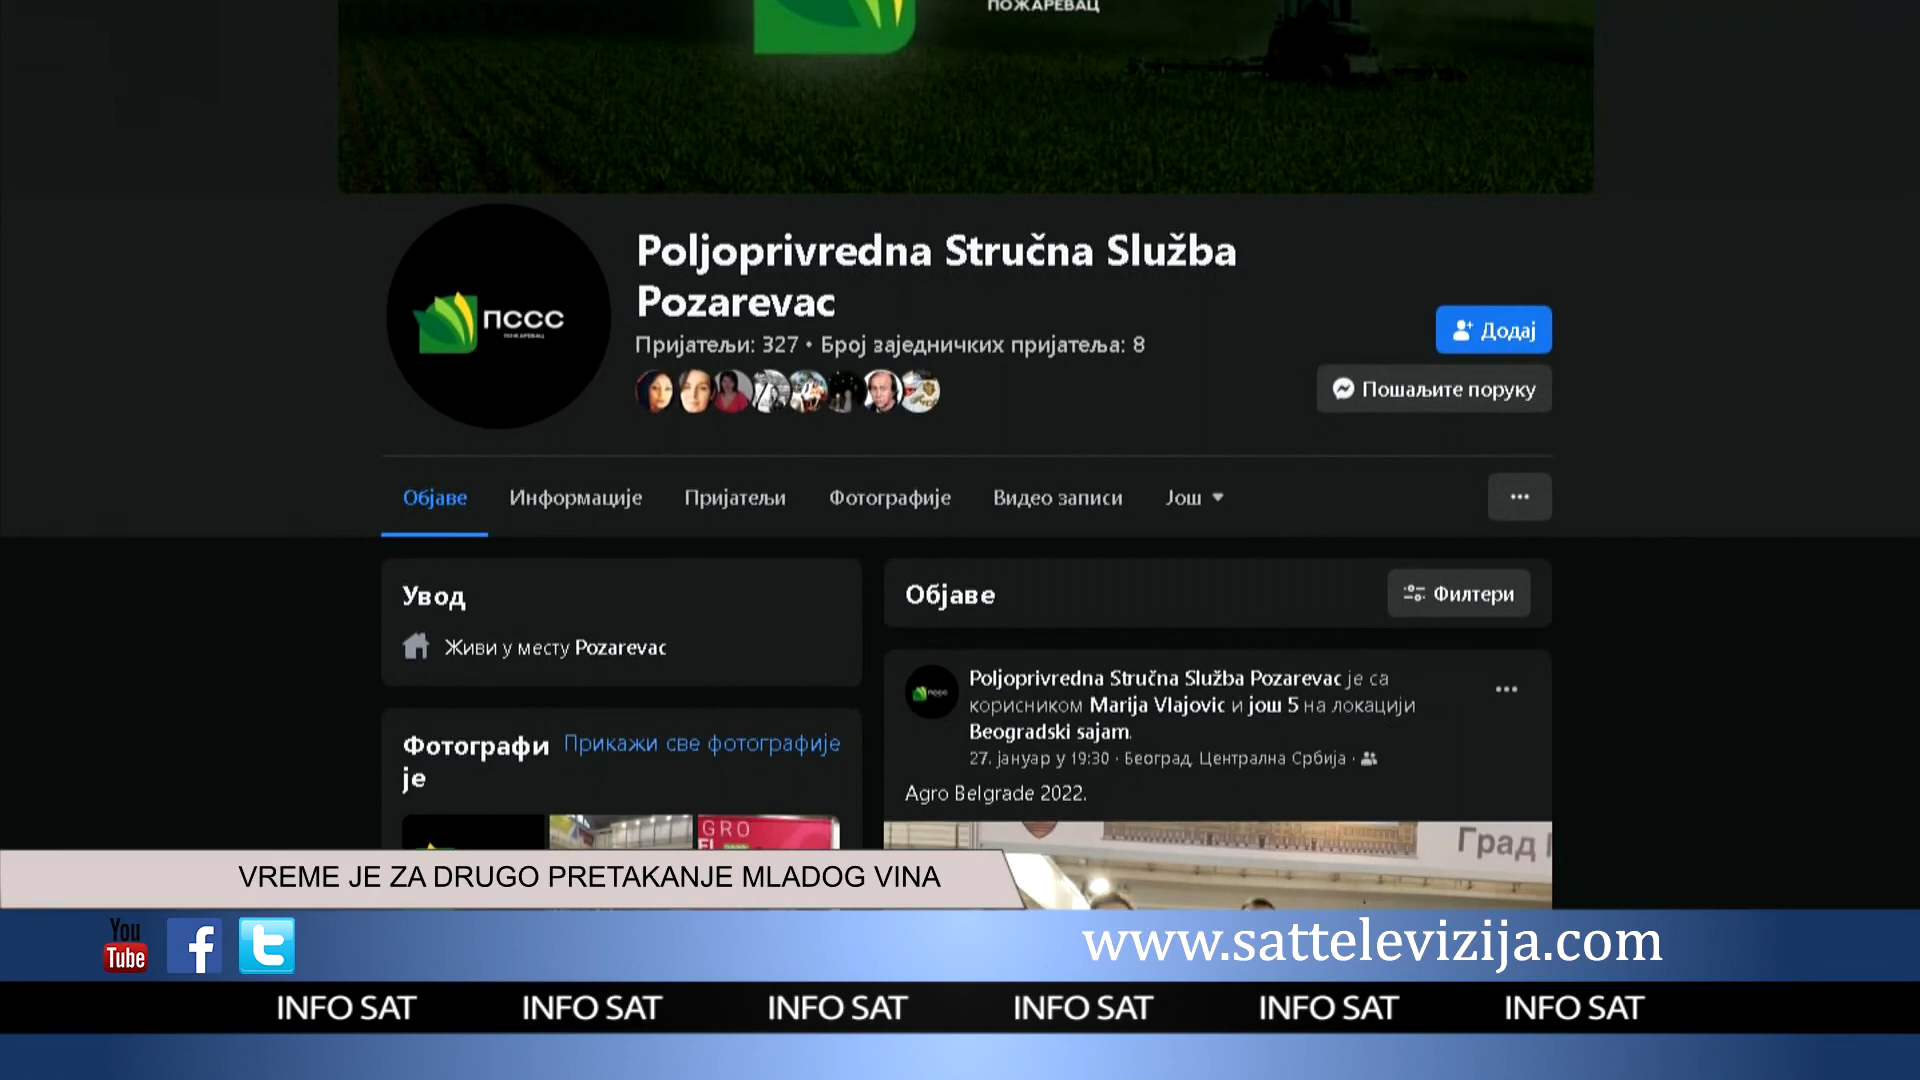 ПОЖАРЕВАЦ
Poljoprivredna Stručna Služba
Pozarevac
ПССС
ПОЖАРЕВАЦ
Пријатељи: 327 • Број заједничких пријатеља: 8
Додај
Пошаљите поруку
Објаве Информације Пријатељи Фотографије Видео записи Још
Увод
Живи у месту Pozarevac
Фотографи
је
Прикажи све фотографије
GRO
Објаве
Филтери
Poljoprivredna Stručna Služba Pozarevac је са
корисником Marija Vlajovic и још 5 на локацији
Beogradski sajam.
27. јануар у 19:30 · Београд, Централна Србија ·
Agro Belgrade 2022.
Град
VREME JE ZA DRUGO PRETAKANJE MLADOG VINA
You
Tube
f
t
www.sattelevizija.com
INFO SAT INFO SAT INFO SAT INFO SAT INFO SAT INFO SAT